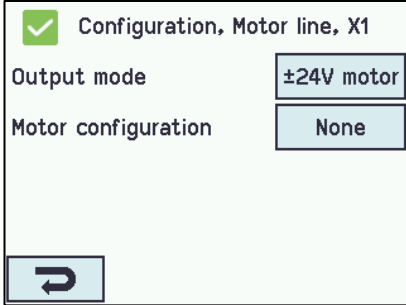 Configuration, Motor line, X1
Output mode ±24V motor
Motor configuration None